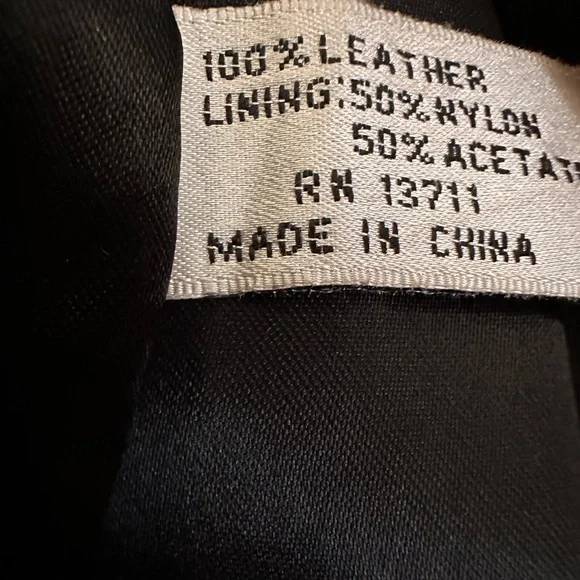 100% LEATHER
LINING: 50% NYLON
50% ACETAT
RN 13711
MADE IN CHINA